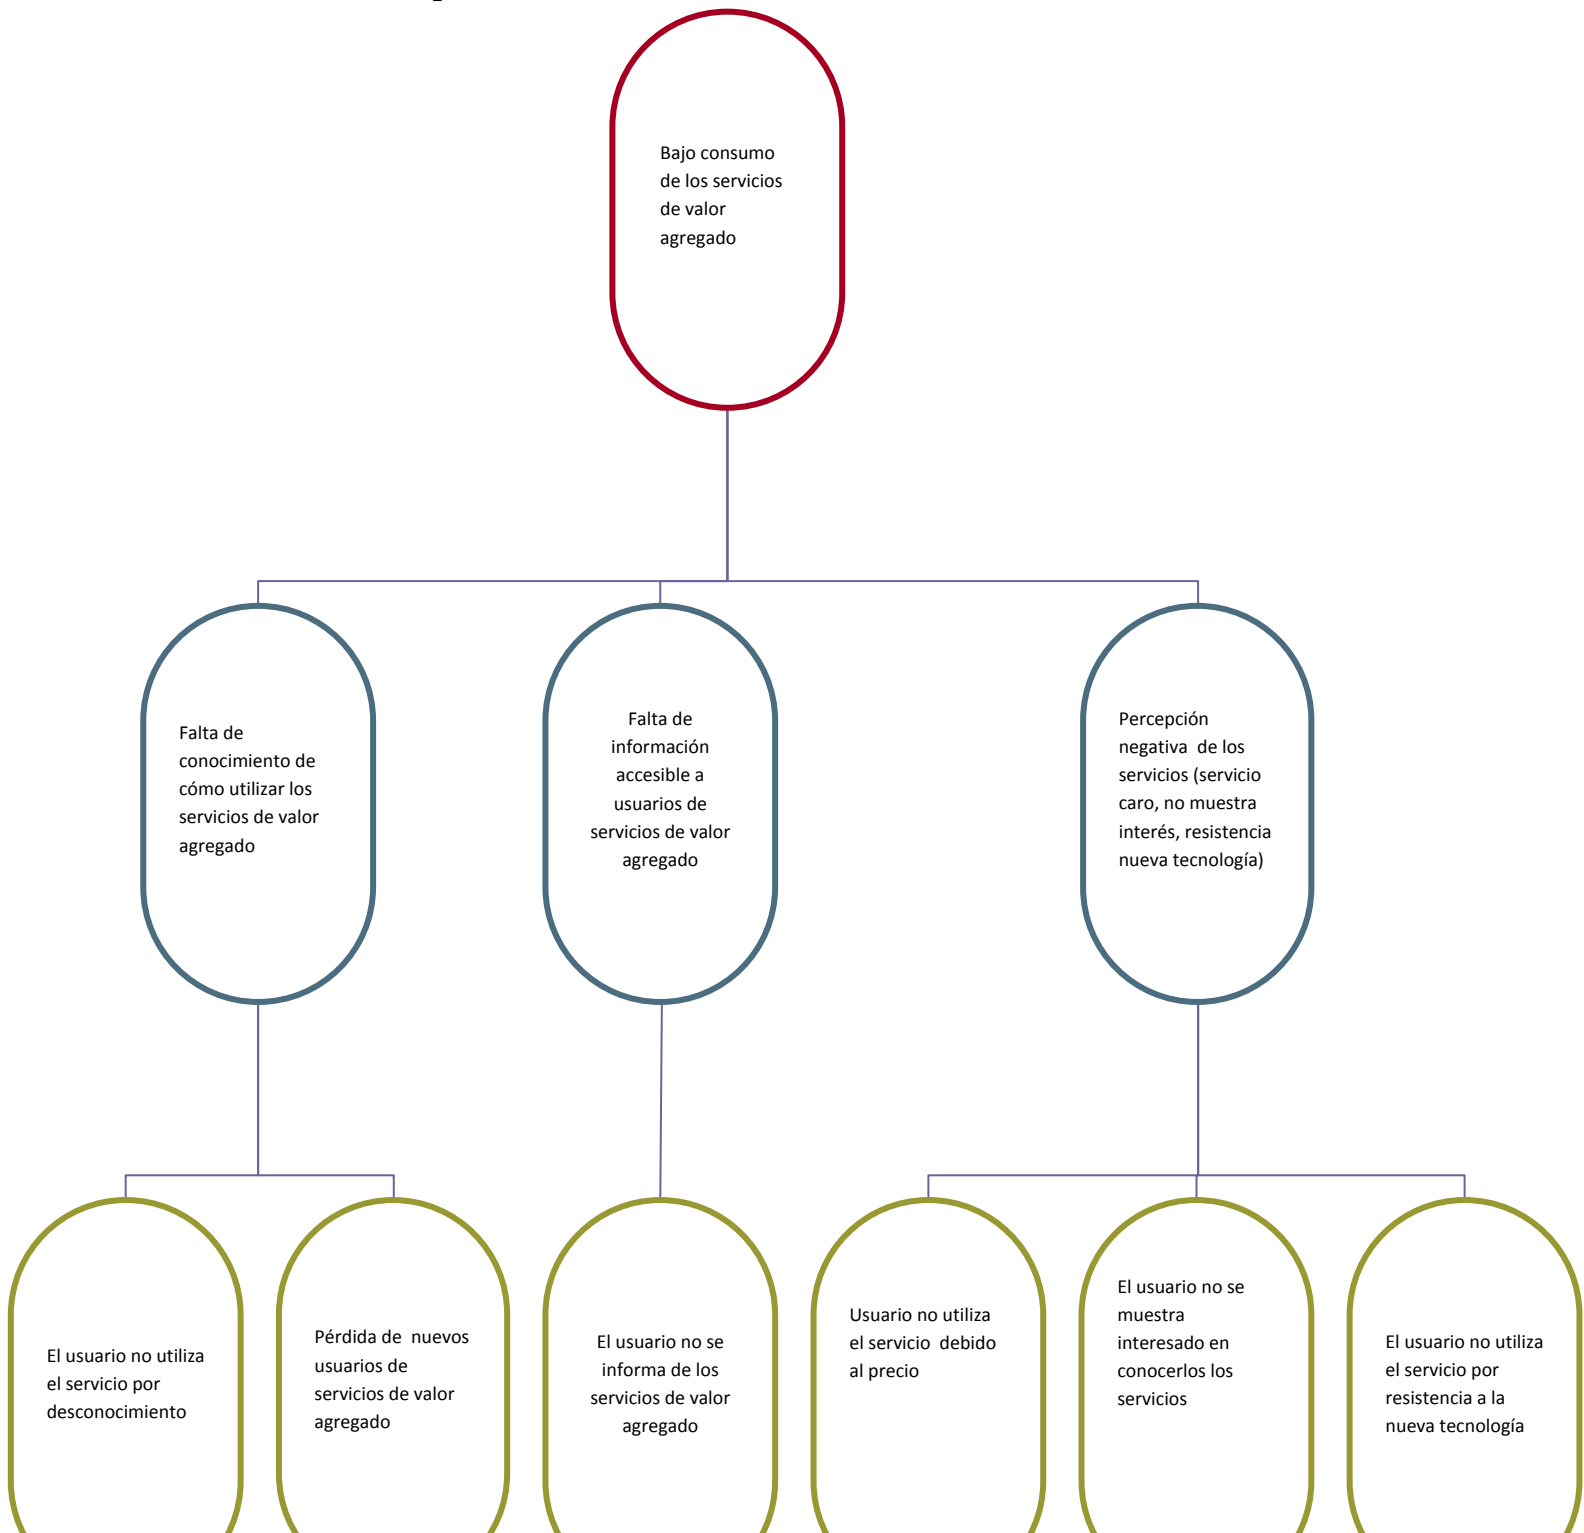 Bajo consumo
de los servicios
de valor
agregado
Falta de
conocimiento de
cómo utilizar los
servicios de valor
agregado
Falta de
información
accesible a
usuarios de
servicios de valor
agregado
Percepción
negativa  de los
servicios (servicio
caro, no muestra
interés, resistencia
nueva tecnología)
El usuario no utiliza
el servicio por
desconocimiento
Pérdida de  nuevos
usuarios de
servicios de valor
agregado
El usuario no se
informa de los
servicios de valor
agregado
Usuario no utiliza
el servicio  debido
al precio
El usuario no se
muestra
interesado en
conocerlos los
servicios
El usuario no utiliza
el servicio por
resistencia a la
nueva tecnología